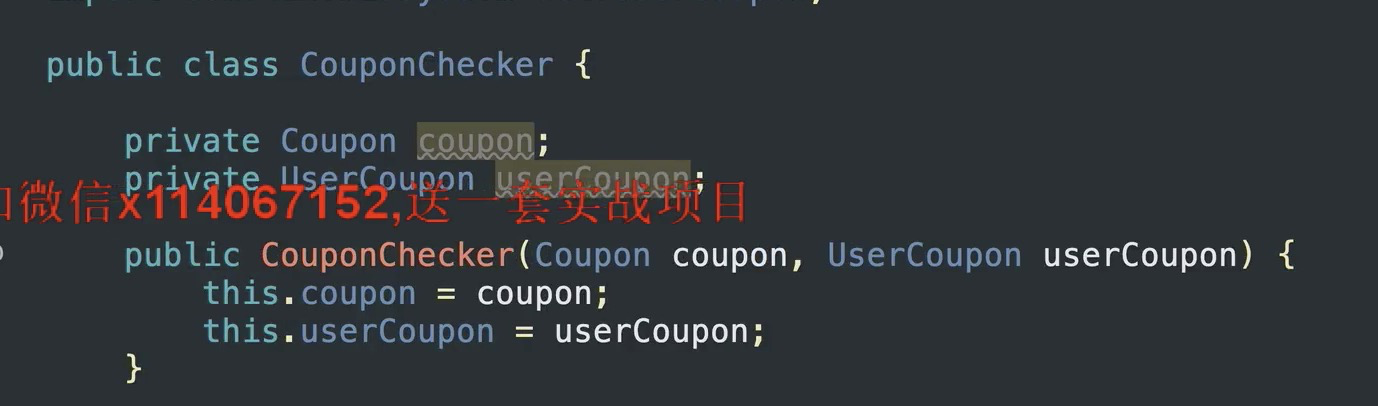 public class CouponChecker {
private Coupon coupon;
private UserCoupon userCoupon;
微信x114067152,送一套实战项目
public CouponChecker(Coupon coupon, UserCoupon userCoupon) {
this.coupon = coupon;
this.userCoupon = userCoupon;
}